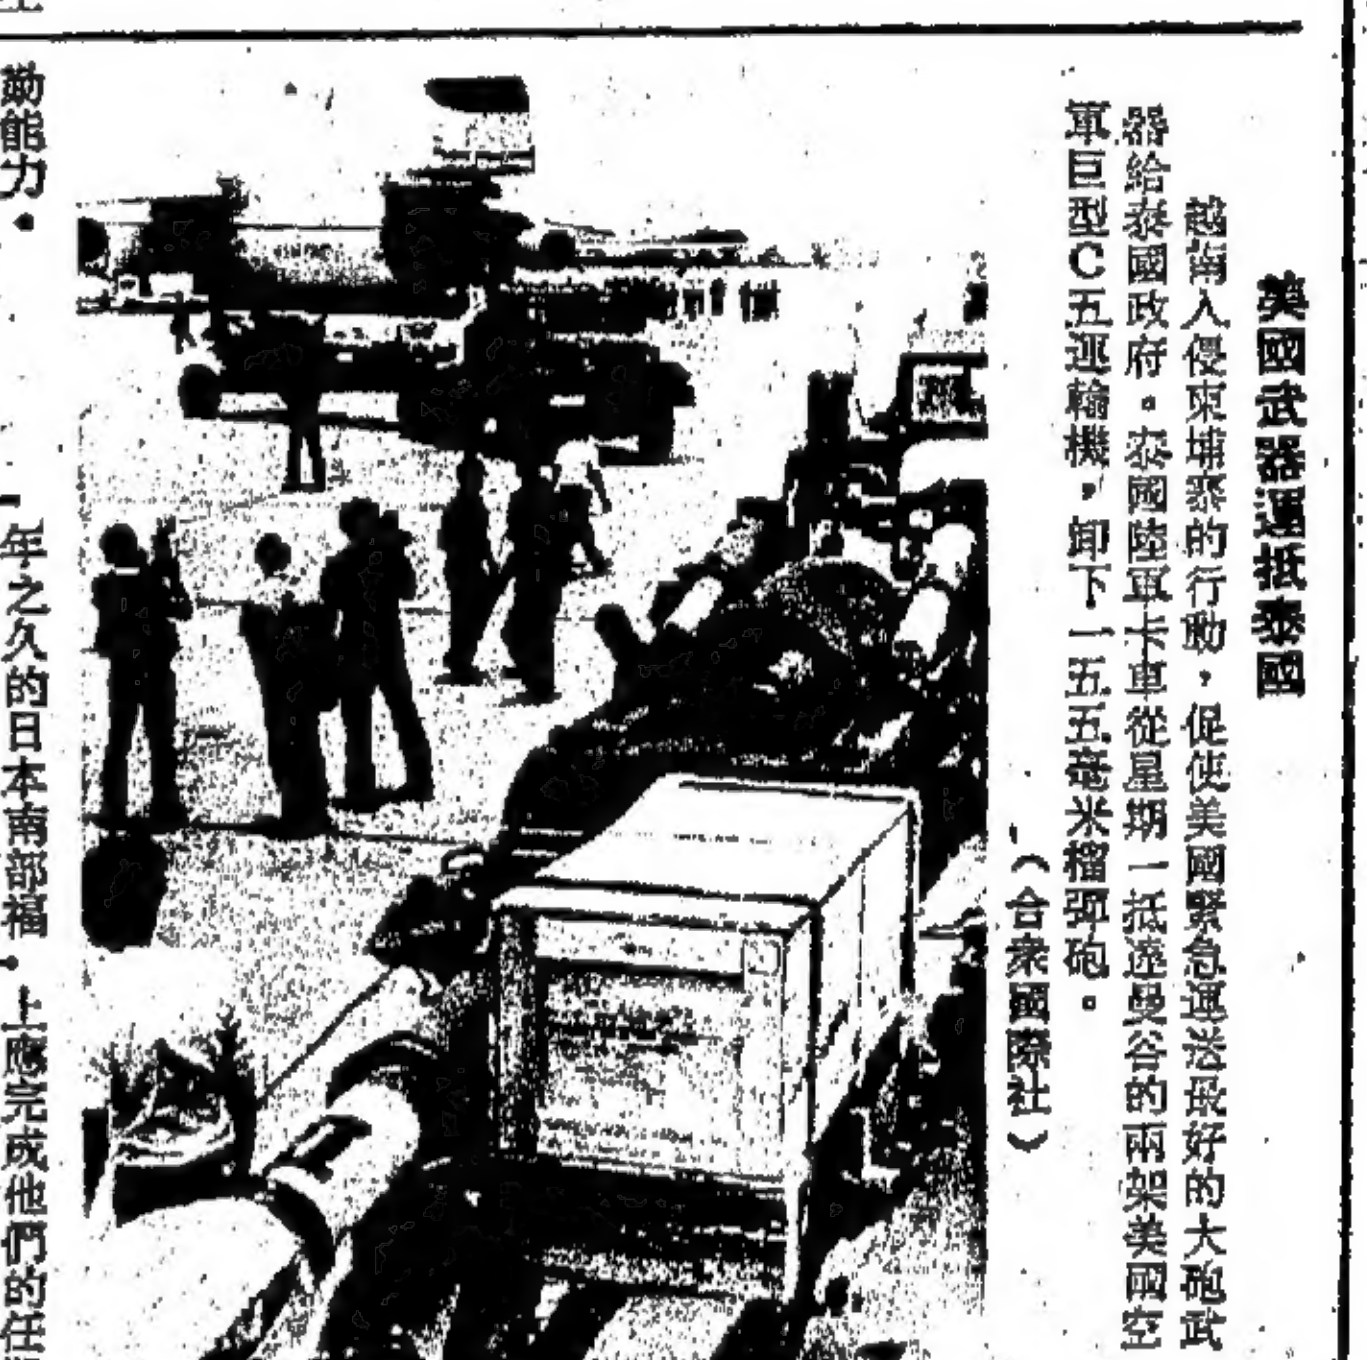 美國武器運抵泰國
越南入侵柬埔寨的行動，促使美國緊急運送最好的大砲武
器給泰國政府。泰國陸軍卡車從星期一抵達曼谷的兩架美國空
軍巨型C五運輸機，卸下一五五毫米榴彈砲。
（合衆國際社）
勤能力．
年之久的日本南部福
上應完成他們的任